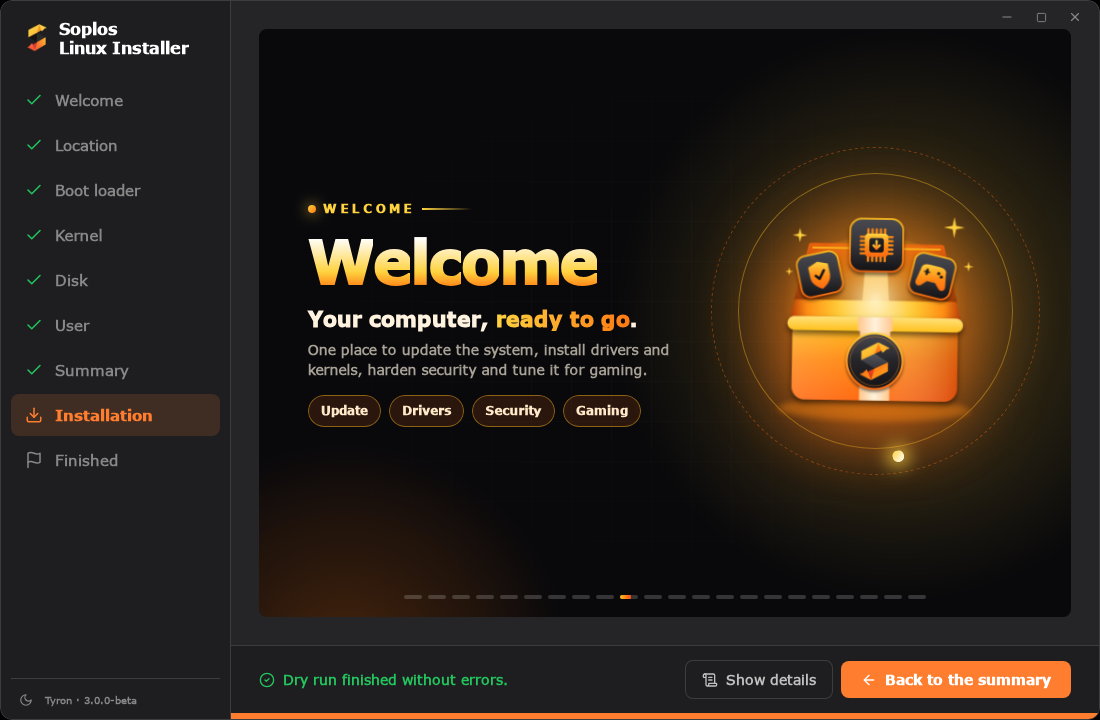 Soplos
Linux Installer
Welcome
Location
Boot loader
Kernel
Disk
User
Summary
Installation
Finished
Tyron · 3.0.0-beta
WELCOME
Welcome
Your computer, ready to go.
One place to update the system, install drivers and
kernels, harden security and tune it for gaming.
Update Drivers Security Gaming
Dry run finished without errors.
Show details
Back to the summary